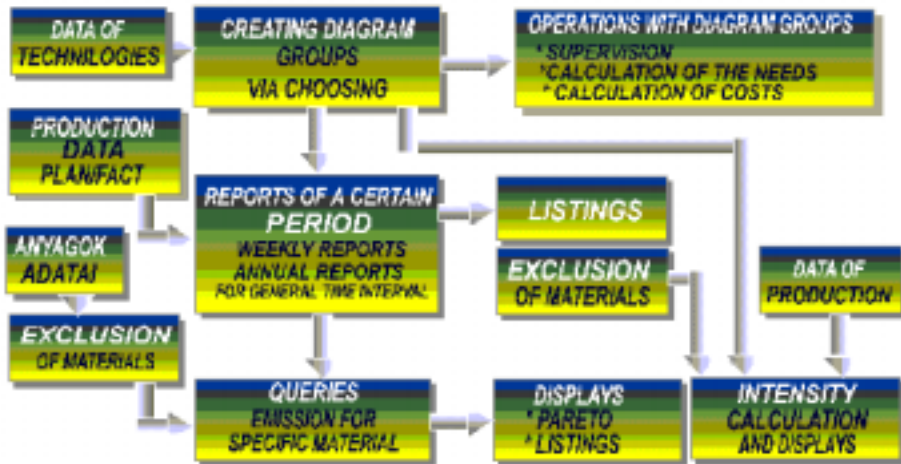 DATA OF
TECHNILOGIES
CREATING DIAGRAM
GROUPS
VIA CHOOSING
OPERATIONS WITH DIAGRAM GROUPS
* SUPERVISION
*CALCULATION OF THE NEEDS
* CALCULATION OF COSTS
PRODUCTION
DATA
PLAN/FACT
REPORTS OF A CERTAIN
PERIOD
WEEKLY REPORTS
ANNUAL REPORTS
FOR GENERAL TIME INTERVAL
LISTINGS
ANYAGOK
ADATAI
EXCLUSION
OF MATERIALS
DATA OF
PRODUCTION
EXCLUSION
OF MATERIALS
QUERIES
EMISSION FOR
SPECIFIC MATERIAL
DISPLAYS
* PARETO
* LISTINGS
INTENSITY
CALCULATION
AND DISPLAYS